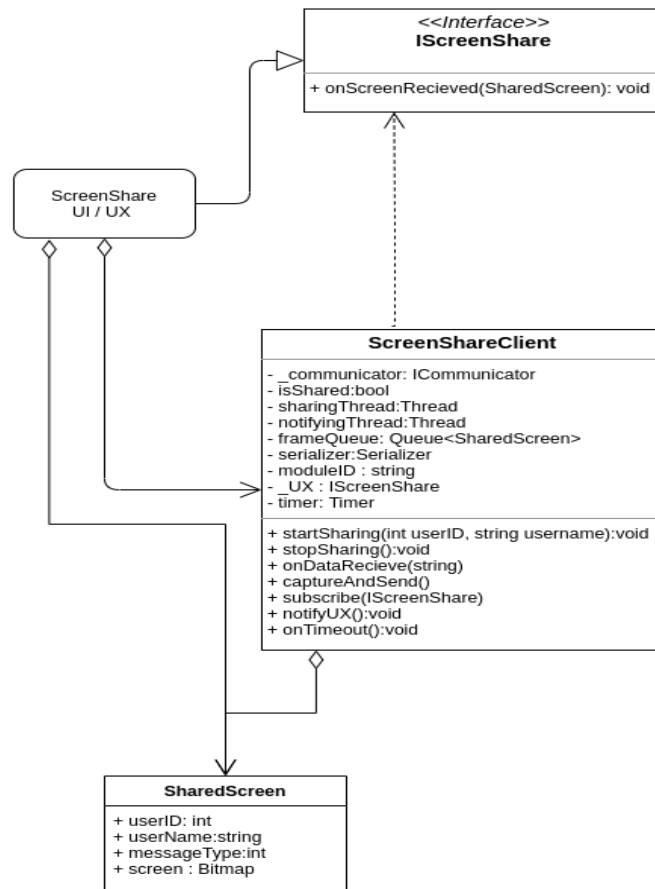 <<Interface>>
IScreenShare
+ onScreenRecieved(SharedScreen): void
ScreenShare
UI / UX
ScreenShareClient
- _communicator: ICommunicator
- isShared:bool
- sharingThread:Thread
- notifyingThread:Thread
- frameQueue: Queue<SharedScreen>
- serializer:Serializer
- moduleID : string
- _UX : IScreenShare
- timer: Timer
+ startSharing(int userID, string username):void
+ stopSharing():void
+ onDataRecieve(string)
+ captureAndSend()
+ subscribe(IScreenShare)
+ notifyUX():void
+ onTimeout():void
SharedScreen
+ userID: int
+ userName:string
+ messageType:int
+ screen : Bitmap